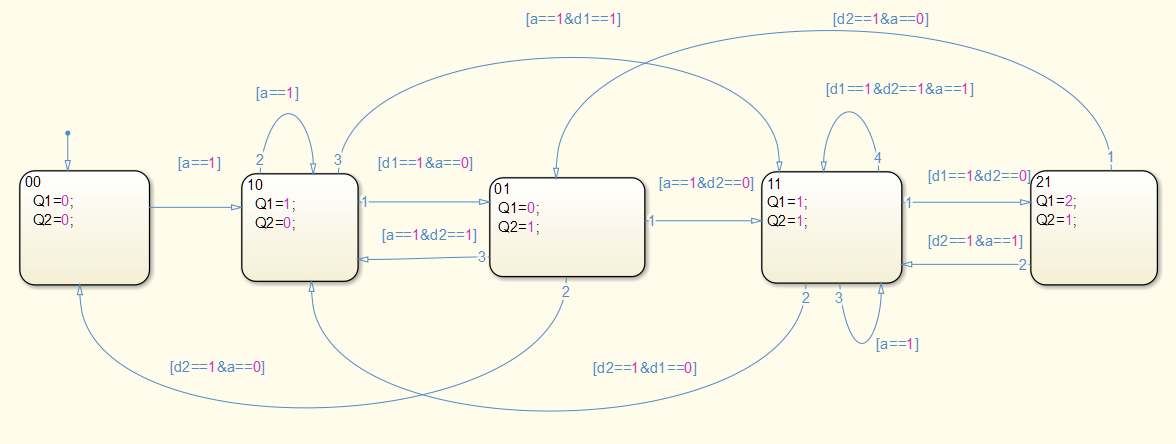 [a==1&d1==1]
[d2==1&a==0]
[a==1]
[d1==1&d2==1&a==1]
2
3
4
1
[a==1]
[d1==1&a==0]
[a==1&d2==0]
[d1==1&d2==0]
00
Q1=0;
Q2=0;
10
Q1=1;
Q2=0;
1
01
Q1=0;
Q2=1;
1
11
Q1=1;
Q2=1;
1
21
Q1=2;
Q2=1;
[a==1&d2==1]
3
[d2==1&a==1]
2
2
2
3
[a==1]
[d2==1&a==0]
[d2==1&d1==0]